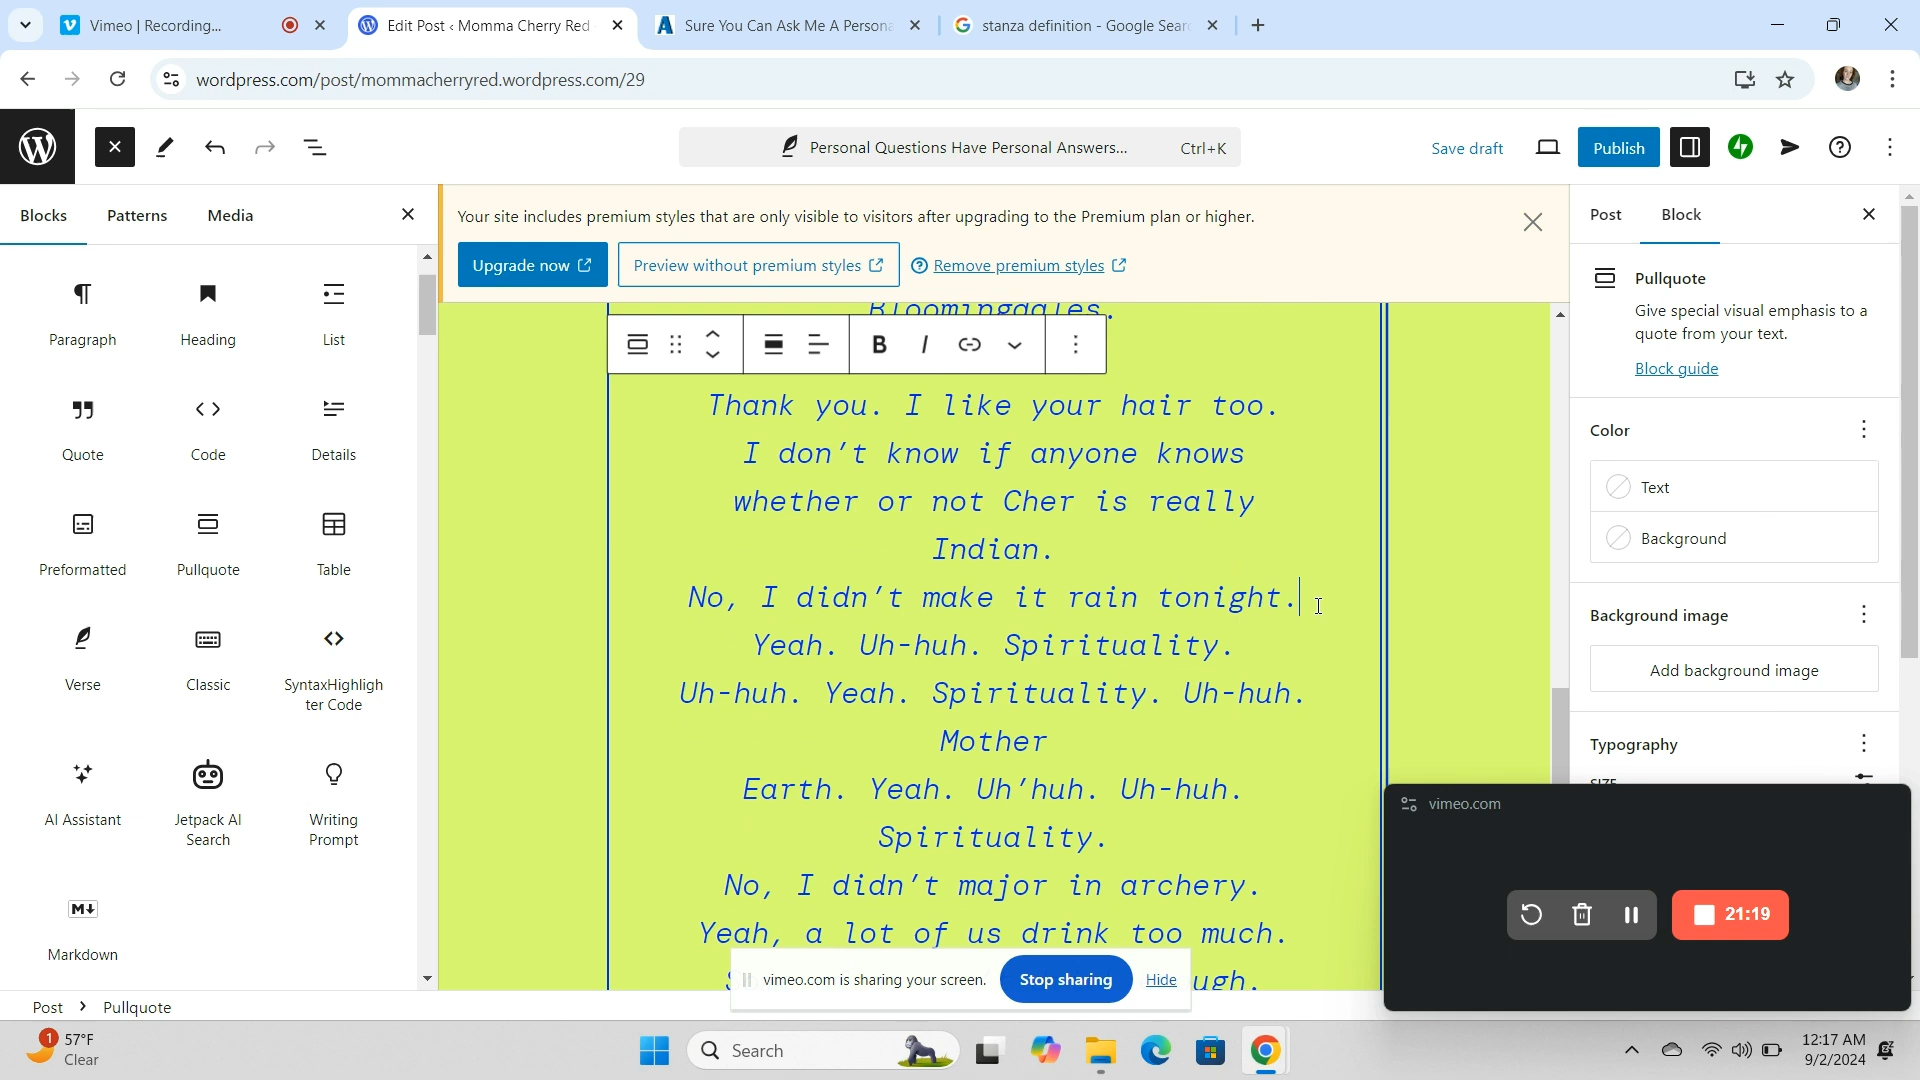 Vimeo | Recording...
Edit Post ‹ Momma Cherry Red
Sure You Can Ask Me A Persona
stanza definition - Google Sear
wordpress.com/post/mommacherryred.wordpress.com/29
Personal Questions Have Personal Answers... Ctrl+K
Save draft
Publish
Blocks
Patterns
Media
Your site includes premium styles that are only visible to visitors after upgrading to the Premium plan or higher.
Upgrade now
Preview without premium styles
Remove premium styles
Post
Block
Paragraph
Heading
List
Quote
Code
Details
Preformatted
Pullquote
Table
Verse
Classic
SyntaxHighligh
ter Code
AI Assistant
Jetpack AI
Search
Writing
Prompt
M
Markdown
Bloomingdales.
B I
Thank you. I like your hair too.
I don’t know if anyone knows
whether or not Cher is really
Indian.
No, I didn’t make it rain tonight.
Yeah. Uh-huh. Spirituality.
Uh-huh. Yeah. Spirituality. Uh-huh.
Mother
Earth. Yeah. Uh’huh. Uh-huh.
Spirituality.
No, I didn’t major in archery.
Yeah, a lot of us drink too much.
ugh.
Pullquote
Give special visual emphasis to a
quote from your text.
Block guide
Color
Text
Background
Background image
Add background image
Typography
SIZE
vimeo.com
21:19
vimeo.com is sharing your screen.
Stop sharing
Hide
Post
Pullquote
1
57°F
Clear
Search
12:17 AM
9/2/2024